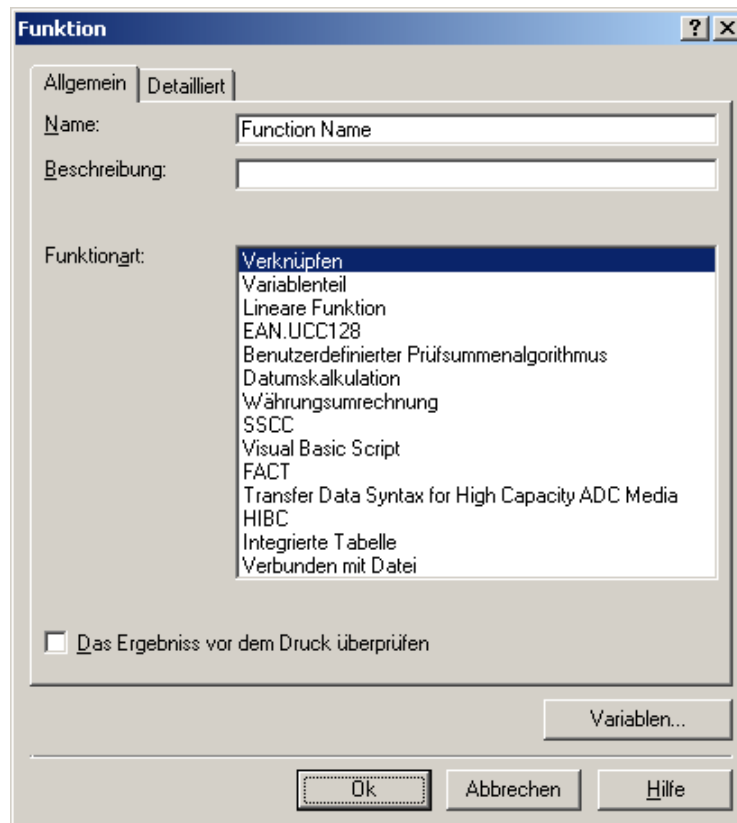 Funktion
Allgemein Detailliert
Name: Function Name
Beschreibung:
Funktionart: Verknüpfen
Variablenteil
Lineare Funktion
EAN.UCC128
Benutzerdefinierter Prüfsummenalgorithmus
Datumskalkulation
Währungsumrechnung
SSCC
Visual Basic Script
FACT
Transfer Data Syntax for High Capacity ADC Media
HIBC
Integrierte Tabelle
Verbunden mit Datei
Das Ergebniss vor dem Druck überprüfen
Variablen...
Ok Abbrechen Hilfe